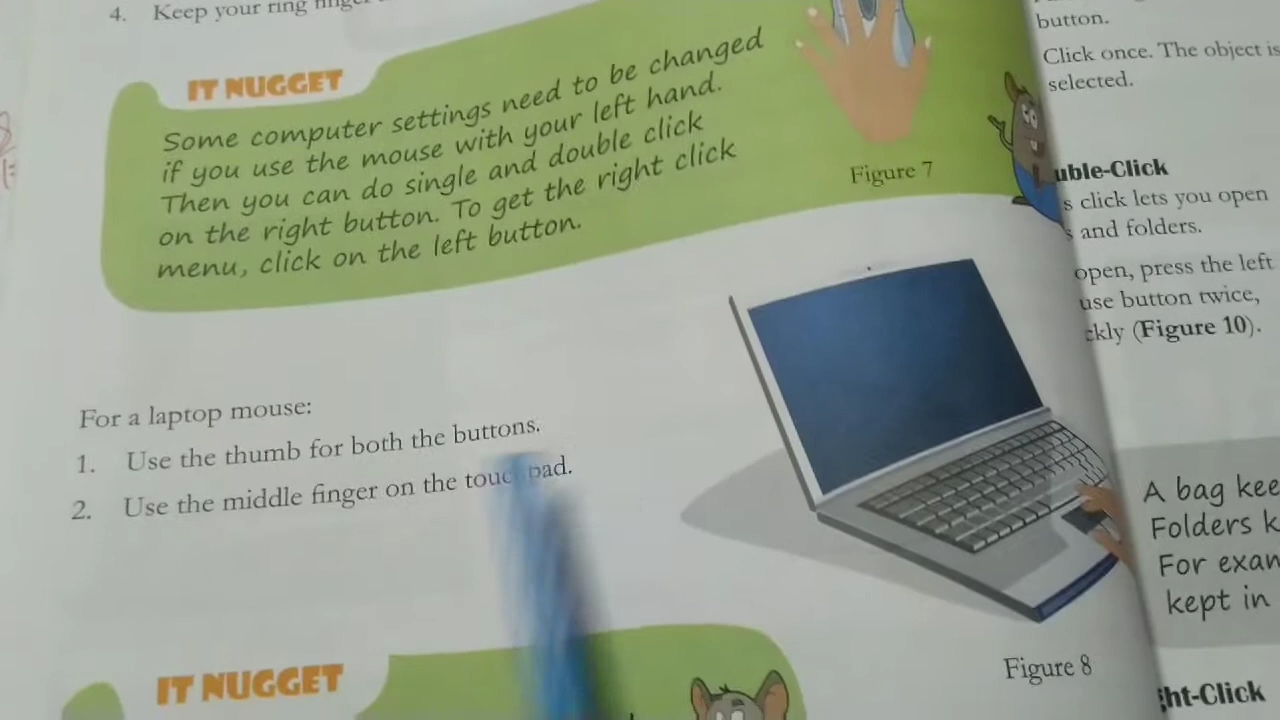 4. Keep your ring finger
IT NUGGET
Some computer settings need to be changed
if you use the mouse with your left hand.
Then you can do single and double click
on the right button. To get the right click
menu, click on the left button.
Figure 7
For a laptop mouse:
1. Use the thumb for both the buttons.
2. Use the middle finger on the touc pad.
Figure 8
IT NUGGET
button.
Click once. The object is
selected.
uble-Click
s click lets you open
s and folders.
open, press the left
use button twice,
ckly (Figure 10).
A bag kee
Folders k
For exam
kept in
ght-Click